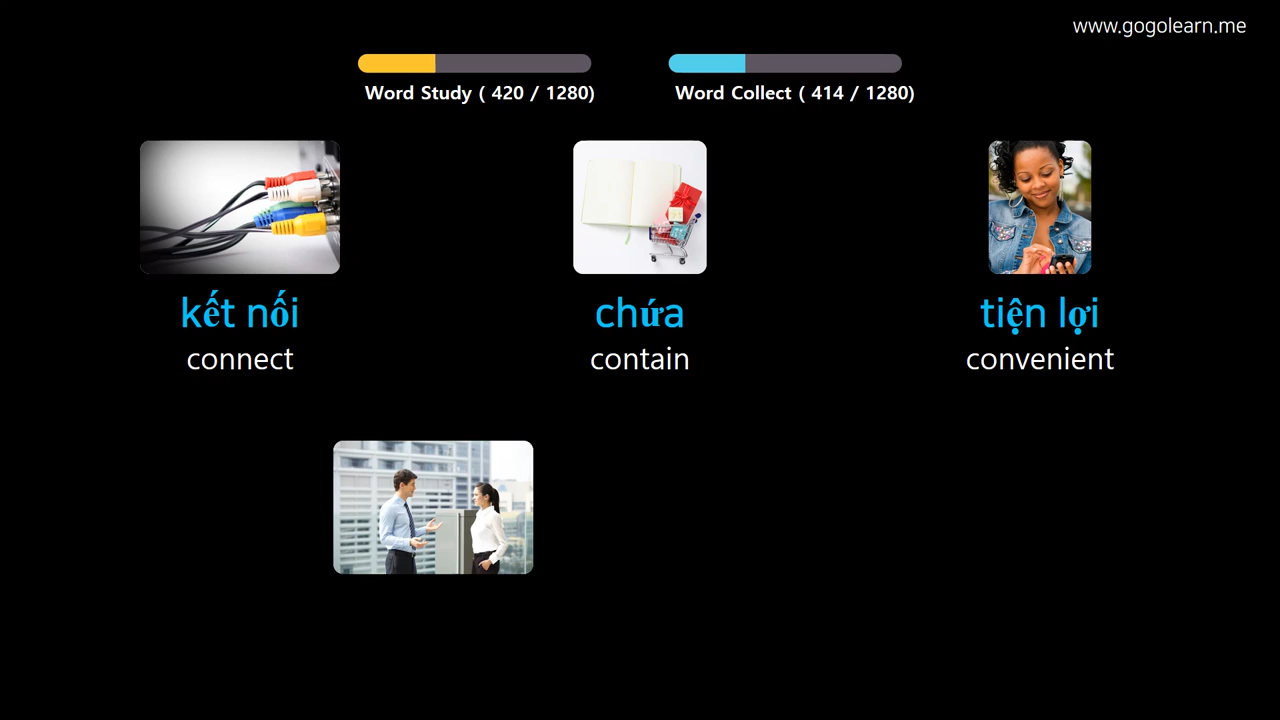 www.gogolearn.me
Word Study ( 420 / 1280)
Word Collect ( 414 / 1280)
kết nối
connect
chứa
contain
tiện lợi
convenient